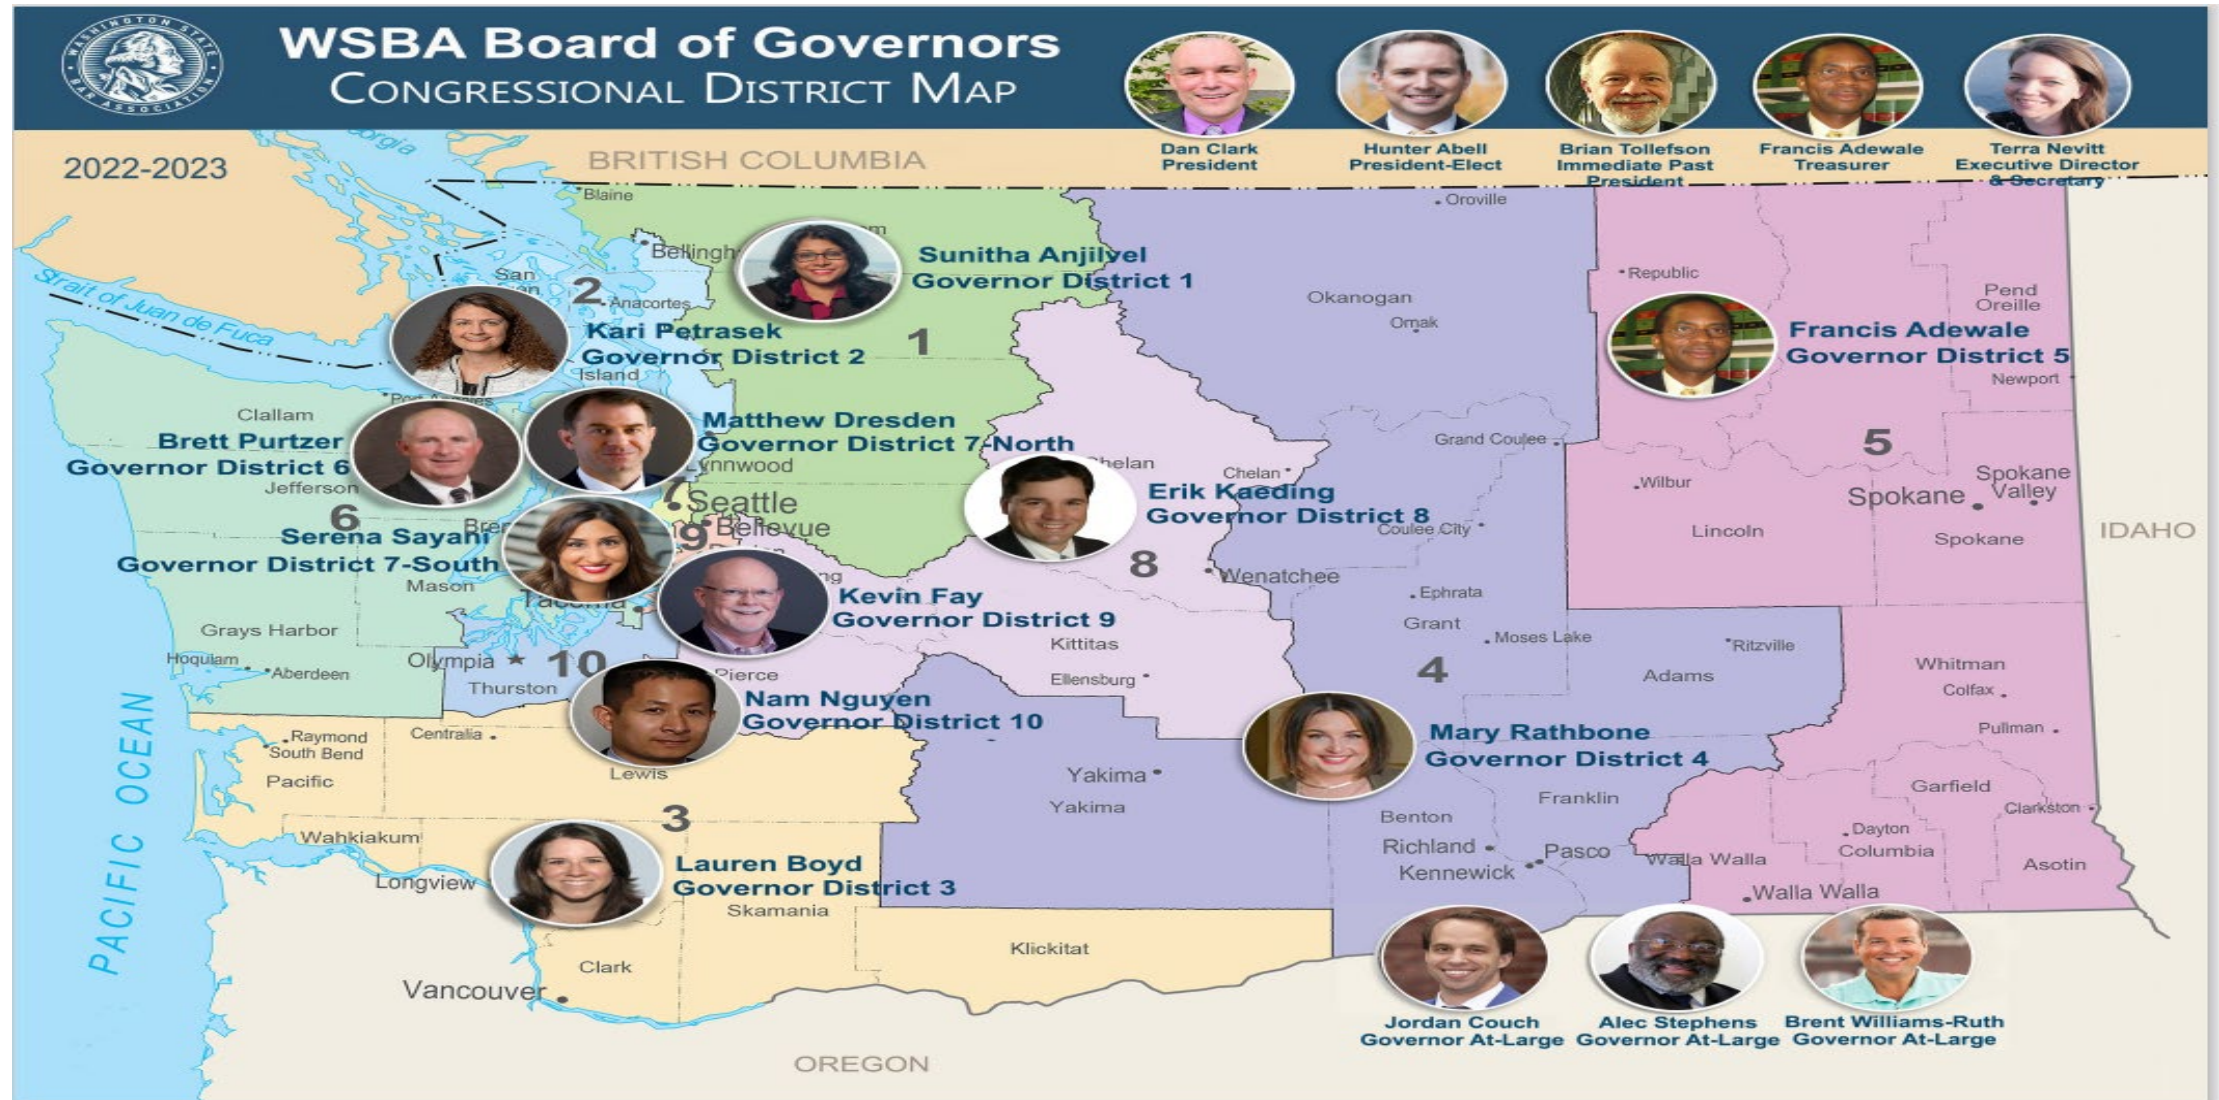 WASHINGTON STATE
BAR ASSOCIATION
WSBA Board of Governors
CONGRESSIONAL DISTRICT MAP
Dan Clark
President
Hunter Abell
President-Elect
Brian Tollefson
Immediate Past
President
Francis Adewale
Treasurer
Terra Nevitt
Executive Director
& Secretary
2022-2023
BRITISH COLUMBIA
Blaine
Oroville
Sunitha Anjilvel
Governor District 1
Republic
San
2
Anacortes
Okanogan
Omak
Pend
Oreille
Strait of Juan de Fuca
Kari Petrasek
Governor District 2
Island
1
Francis Adewale
Governor District 5
Newport
Clallam
Brett Purtzer
Governor District 6
Jefferson
Matthew Dresden
Governor District 7-North
Lynnwood
Grand Coulee
5
Chelan
Wilbur
Spokane
Spokane
Valley
7
Seattle
Erik Kaeding
Governor District 8
Lincoln
Spokane
IDAHO
6
9
Bellevue
Coulee City
Serena Sayani
Governor District 7-South
8
Wenatchee
Mason
Tacoma
Kevin Fay
Governor District 9
Ephrata
Grant
Moses Lake
Ritzville
Grays Harbor
Kittitas
Hoquiam
Aberdeen
Olympia
10
Thurston
Pierce
Ellensburg
4
Adams
Whitman
Colfax
Nam Nguyen
Governor District 10
Mary Rathbone
Governor District 4
Pullman
Raymond
South Bend
Centralia
Pacific
Lewis
Yakima
Yakima
Franklin
Garfield
Clarkston
PACIFIC OCEAN
3
Wahkiakum
Benton
Richland
Pasco
Kennewick
Dayton
Columbia
Walla Walla
Asotin
Lauren Boyd
Governor District 3
Longview
Walla Walla
Skamania
Klickitat
Clark
Vancouver
Jordan Couch
Governor At-Large
Alec Stephens
Governor At-Large
Brent Williams-Ruth
Governor At-Large
OREGON